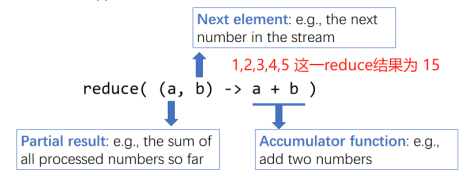 Next element: e.g., the next
number in the stream
1,2,3,4,5 这一reduce结果为 15
reduce( (a, b) -> a + b )
Partial result: e.g., the sum of
all processed numbers so far
Accumulator function: e.g.,
add two numbers